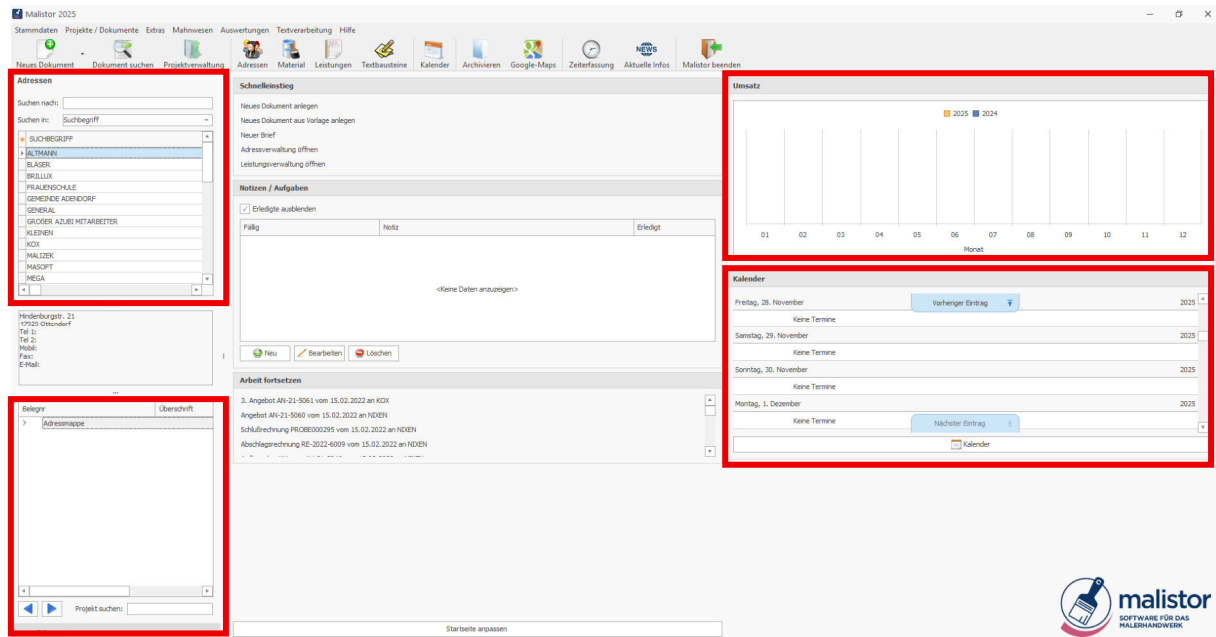 Malistor 2025
Stammdaten Projekte / Dokumente Extras Mahnwesen Auswertungen Textverarbeitung Hilfe
Neues Dokument Dokument suchen Projektverwaltung Adressen Material Leistungen Textbausteine Kalender Archivieren Google-Maps Zeiterfassung Aktuelle Infos Malistor beenden
NEWS
Adressen
Suchen nach:
Suchen in: Suchbegriff
SUCHBEGRIFF
ALTMANN
BLÄSER
BRILLUX
FRAUENSCHULE
GEMEINDE ADENDORF
GENERAL
GROßER AZUBI MITARBEITER
KLEINEN
KOX
MALIZEK
MASOFT
MEGA
Hindenburgstr. 21
17929 Ottendorf
Tel 1:
Tel 2:
Mobil:
Fax:
E-Mail:
...
Belegnr Überschrift
Adressmappe
Projekt suchen:
Schnelleinstieg
Neues Dokument anlegen
Neues Dokument aus Vorlage anlegen
Neuer Brief
Adressverwaltung öffnen
Leistungsverwaltung öffnen
Notizen / Aufgaben
Erledigte ausblenden
Fällig Notiz Erledigt
<Keine Daten anzuzeigen>
Neu Bearbeiten Löschen
Arbeit fortsetzen
3. Angebot AN-21-5061 vom 15.02.2022 an KOX
Angebot AN-21-5060 vom 15.02.2022 an NIXEN
Schlußrechnung PROBE000295 vom 15.02.2022 an NIXEN
Abschlagsrechnung RE-2022-6009 vom 15.02.2022 an NIXEN
Startseite anpassen
Umsatz
2025 2024
01 02 03 04 05 06 07 08 09 10 11 12
Monat
Kalender
Freitag, 28. November Vorheriger Eintrag 2025
Keine Termine
Samstag, 29. November 2025
Keine Termine
Sonntag, 30. November 2025
Keine Termine
Montag, 1. Dezember 2025
Keine Termine Nächster Eintrag
Kalender
malistor
SOFTWARE FÜR DAS
MALERHANDWERK